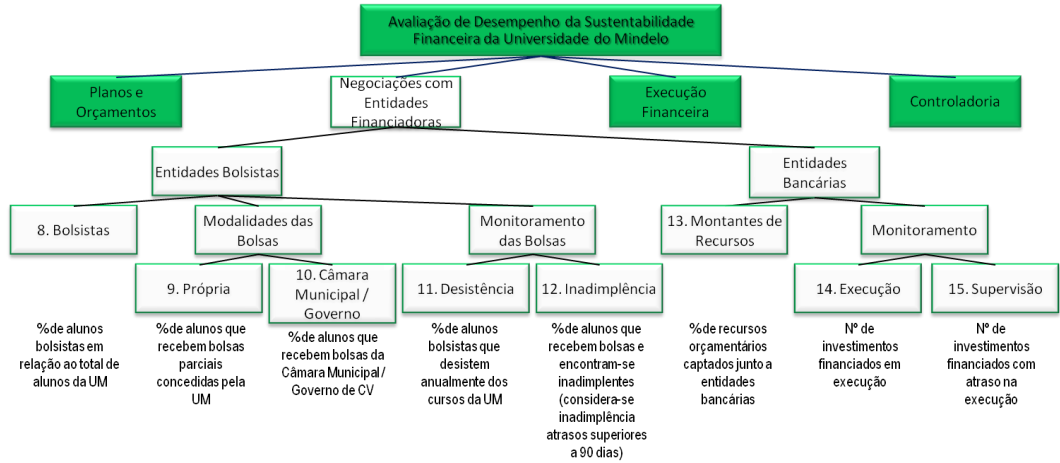 Avaliação de Desempenho da Sustentabilidade
Financeira da Universidade do Mindelo
Planos e
Orçamentos
Negociações com
Entidades
Financiadoras
Execução
Financeira
Controladoria
Entidades Bolsistas
Entidades
Bancárias
8. Bolsistas
Modalidades das
Bolsas
Monitoramento
das Bolsas
13. Montantes de
Recursos
Monitoramento
9. Própria
10. Câmara
Municipal /
Governo
11. Desistência
12. Inadimplência
14. Execução
15. Supervisão
%de alunos
bolsistas em
relação ao total de
alunos da UM
%de alunos que
recebem bolsas
parciais
concedidas pela
UM
%de alunos que
recebem bolsas da
Câmara Municipal /
Governo de CV
%de alunos
bolsistas que
desistem
anualmente dos
cursos da UM
%de alunos que
recebem bolsas e
encontram-se
inadimplentes
(considera-se
inadimplência
atrasos superiores
a 90 dias)
%de recursos
orçamentários
captados junto a
entidades
bancárias
Nº de
investimentos
financiados em
execução
Nº de
investimentos
financiados com
atraso na
execução